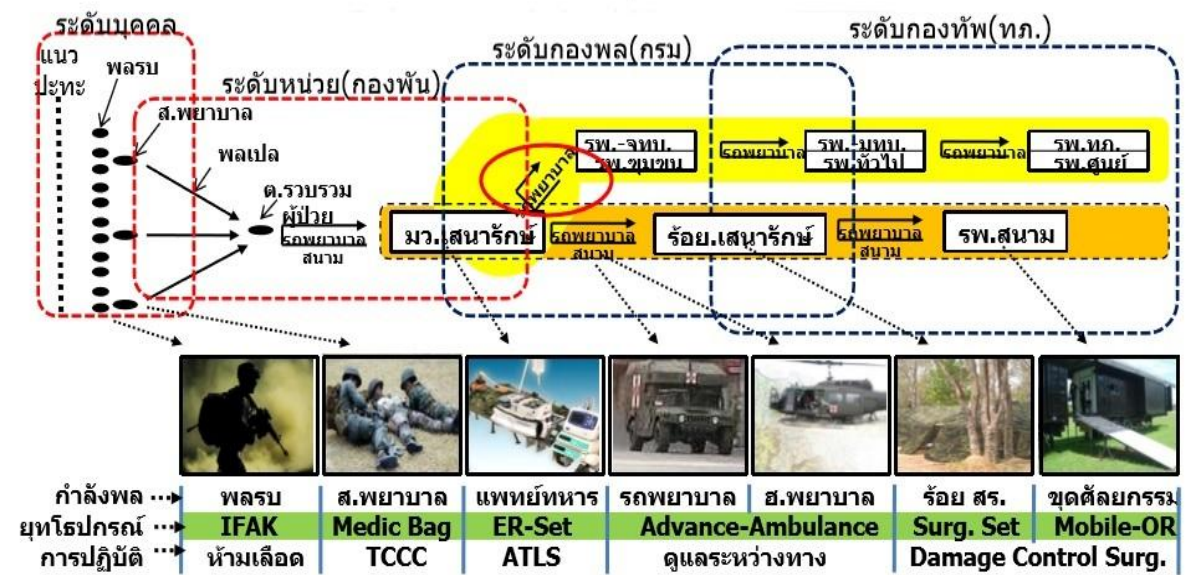 ระดับบุคคล
ระดับกองพล(กรม)
ระดับกองทัพ(ทภ.)
แนว
ปะทะ
พลรบ
ระดับหน่วย(กองพัน)
ส.พยาบาล
พลเปล
ต.รวบรวม
ผู้ป่วย
รถพยาบาล
สนาม
มว.เสนารักษ์
รถพยาบาล
รพ.-จทบ.
รพ.ชุมชน
รถพยาบาล
รพ.-มทบ.
รพ.ทั่วไป
รถพยาบาล
รพ.ทภ.
รพ.ศูนย์
รถพยาบาล
สนาม
ร้อย.เสนารักษ์
รถพยาบาล
สนาม
รพ.สนาม
กำลังพล พลรบ ส.พยาบาล แพทย์ทหาร รถพยาบาล ฮ.พยาบาล ร้อย สร. ชุดศัลยกรรม
ยุทโธปกรณ์ IFAK Medic Bag ER-Set Advance-Ambulance Surg. Set Mobile-OR
การปฏิบัติ ห้ามเลือด TCCC ATLS ดูแลระหว่างทาง Damage Control Surg.